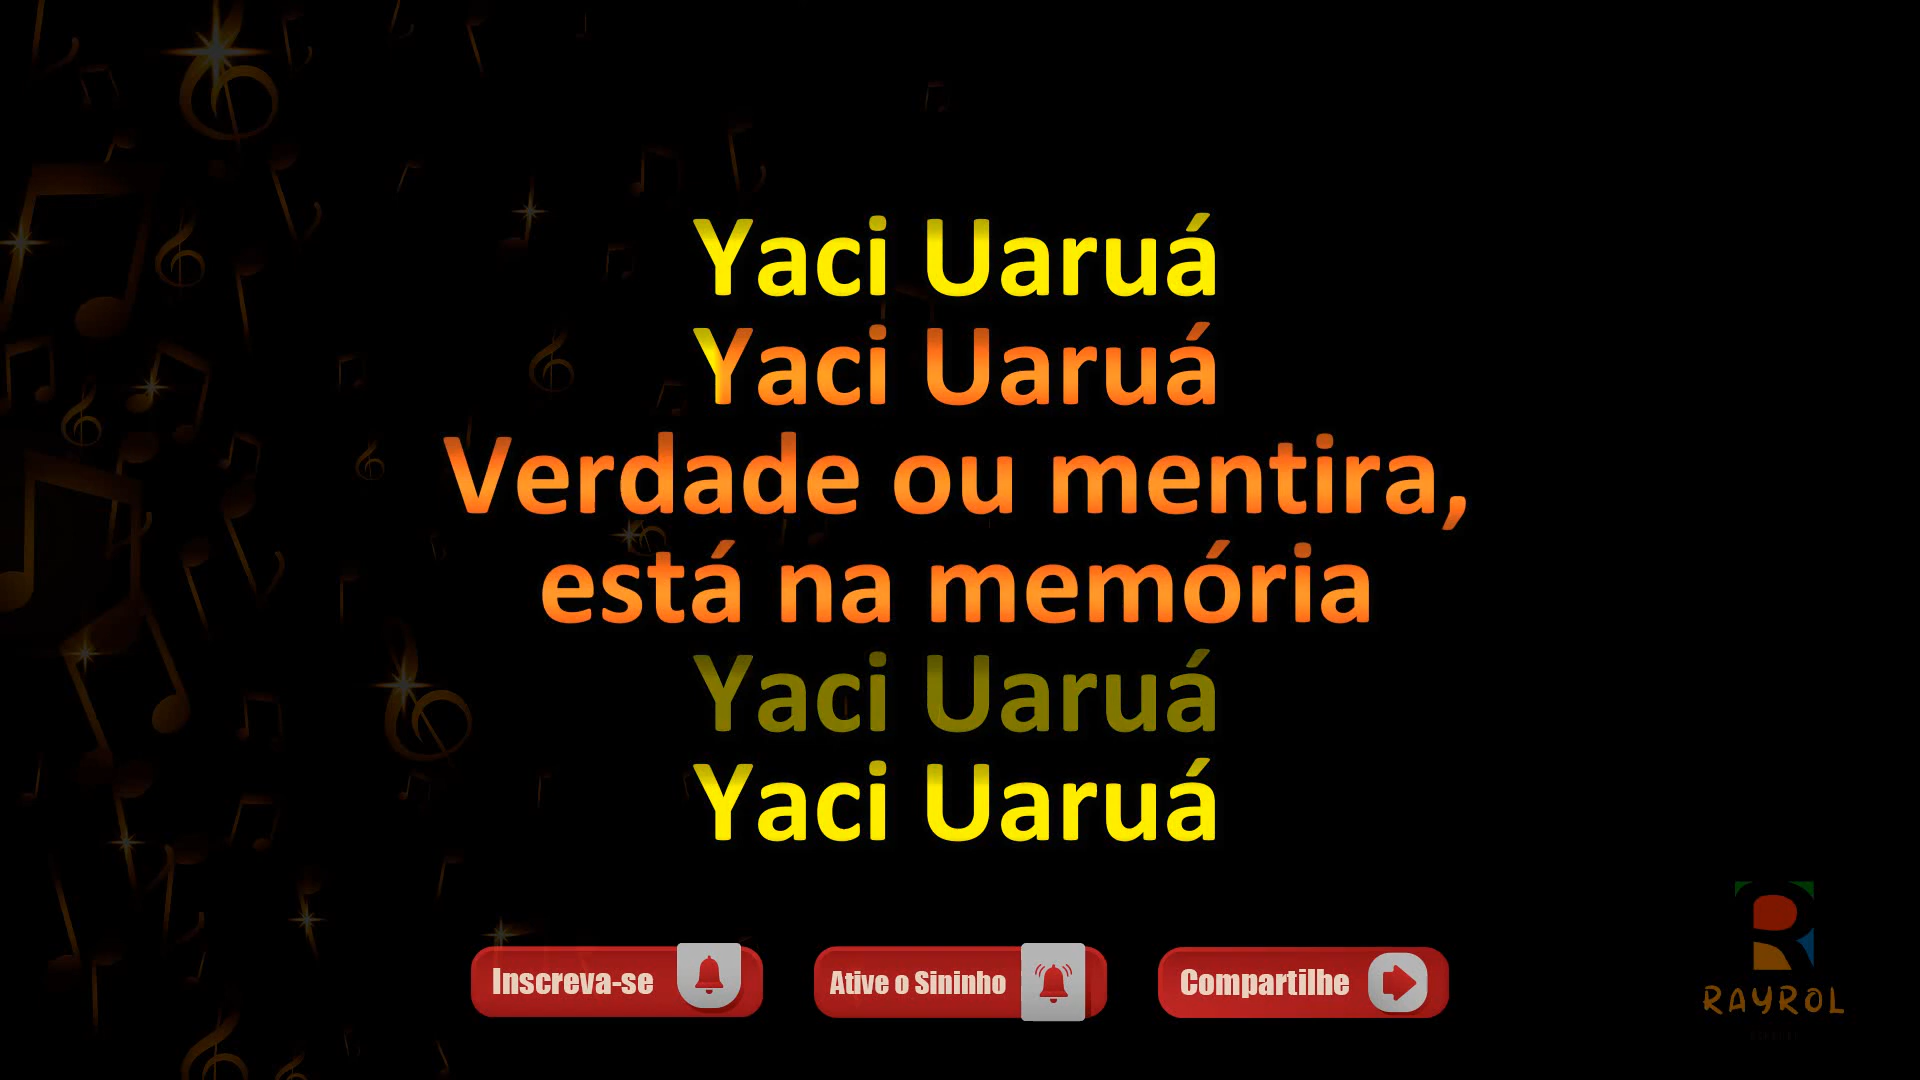 Yaci Uaruá
Yaci Uaruá
Verdade ou mentira,
está na memória
Yaci Uaruá
Yaci Uaruá
Inscreva-se
Ative o Sininho
Compartilhe
RAYROL